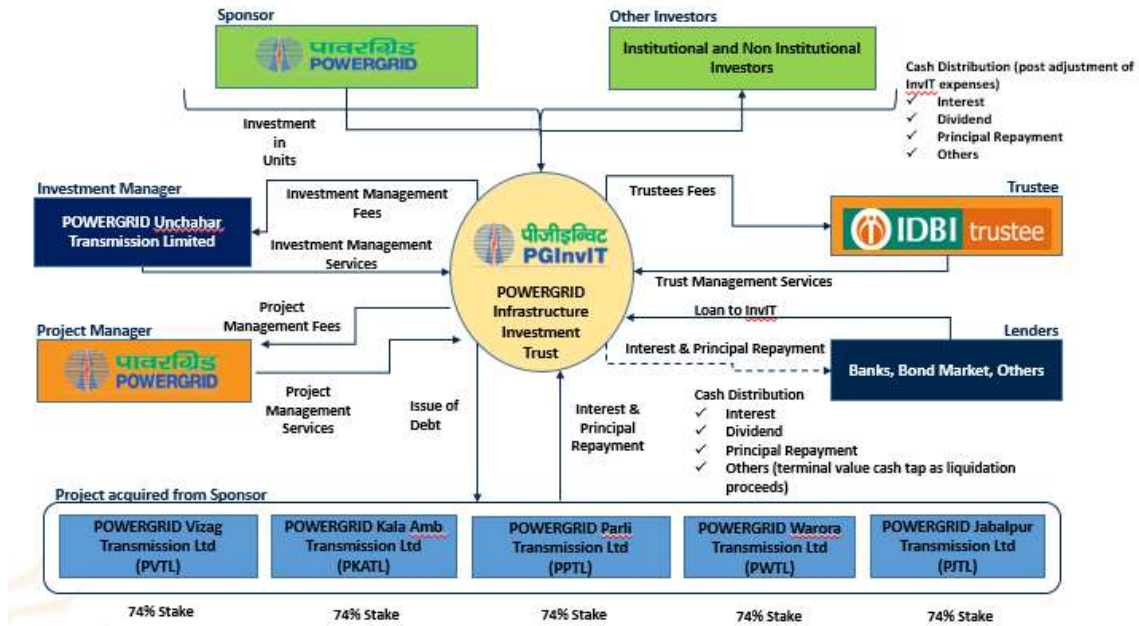 Sponsor
पावरग्रिड
POWERGRID
Other Investors
Institutional and Non Institutional
Investors
Cash Distribution (post adjustment of
InvIT expenses)
✓ Interest
✓ Dividend
✓ Principal Repayment
✓ Others
Investment
in
Units
Investment Manager
POWERGRID Unchahar
Transmission Limited
Investment Management
Fees
Investment Management
Services
पीजीइन्विट
PGInvIT
POWERGRID
Infrastructure
Investment
Trust
Trustees Fees
Trustee
IDBI trustee
Trust Management Services
Project Manager
पावरग्रिड
POWERGRID
Project
Management Fees
Project
Management
Services
Loan to InvIT
Interest & Principal Repayment
Lenders
Banks, Bond Market, Others
Issue of
Debt
Interest &
Principal
Repayment
Cash Distribution
✓ Interest
✓ Dividend
✓ Principal Repayment
✓ Others (terminal value cash tap as liquidation
proceeds)
Project acquired from Sponsor
POWERGRID Vizag
Transmission Ltd
(PVTL)
POWERGRID Kala Amb
Transmission Ltd
(PKATL)
POWERGRID Parli
Transmission Ltd
(PPTL)
POWERGRID Warora
Transmission Ltd
(PWTL)
POWERGRID Jabalpur
Transmission Ltd
(PJTL)
74% Stake
74% Stake
74% Stake
74% Stake
74% Stake